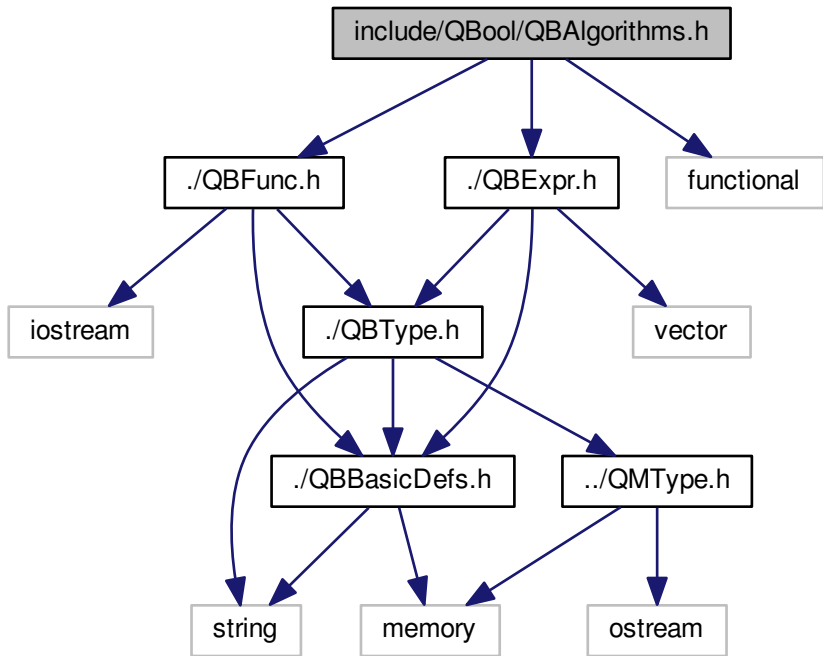 include/QBool/QBAlgorithms.h
./QBFunc.h
./QBExpr.h
functional
iostream
./QBType.h
vector
./QBBasicDefs.h
../QMType.h
string
memory
ostream